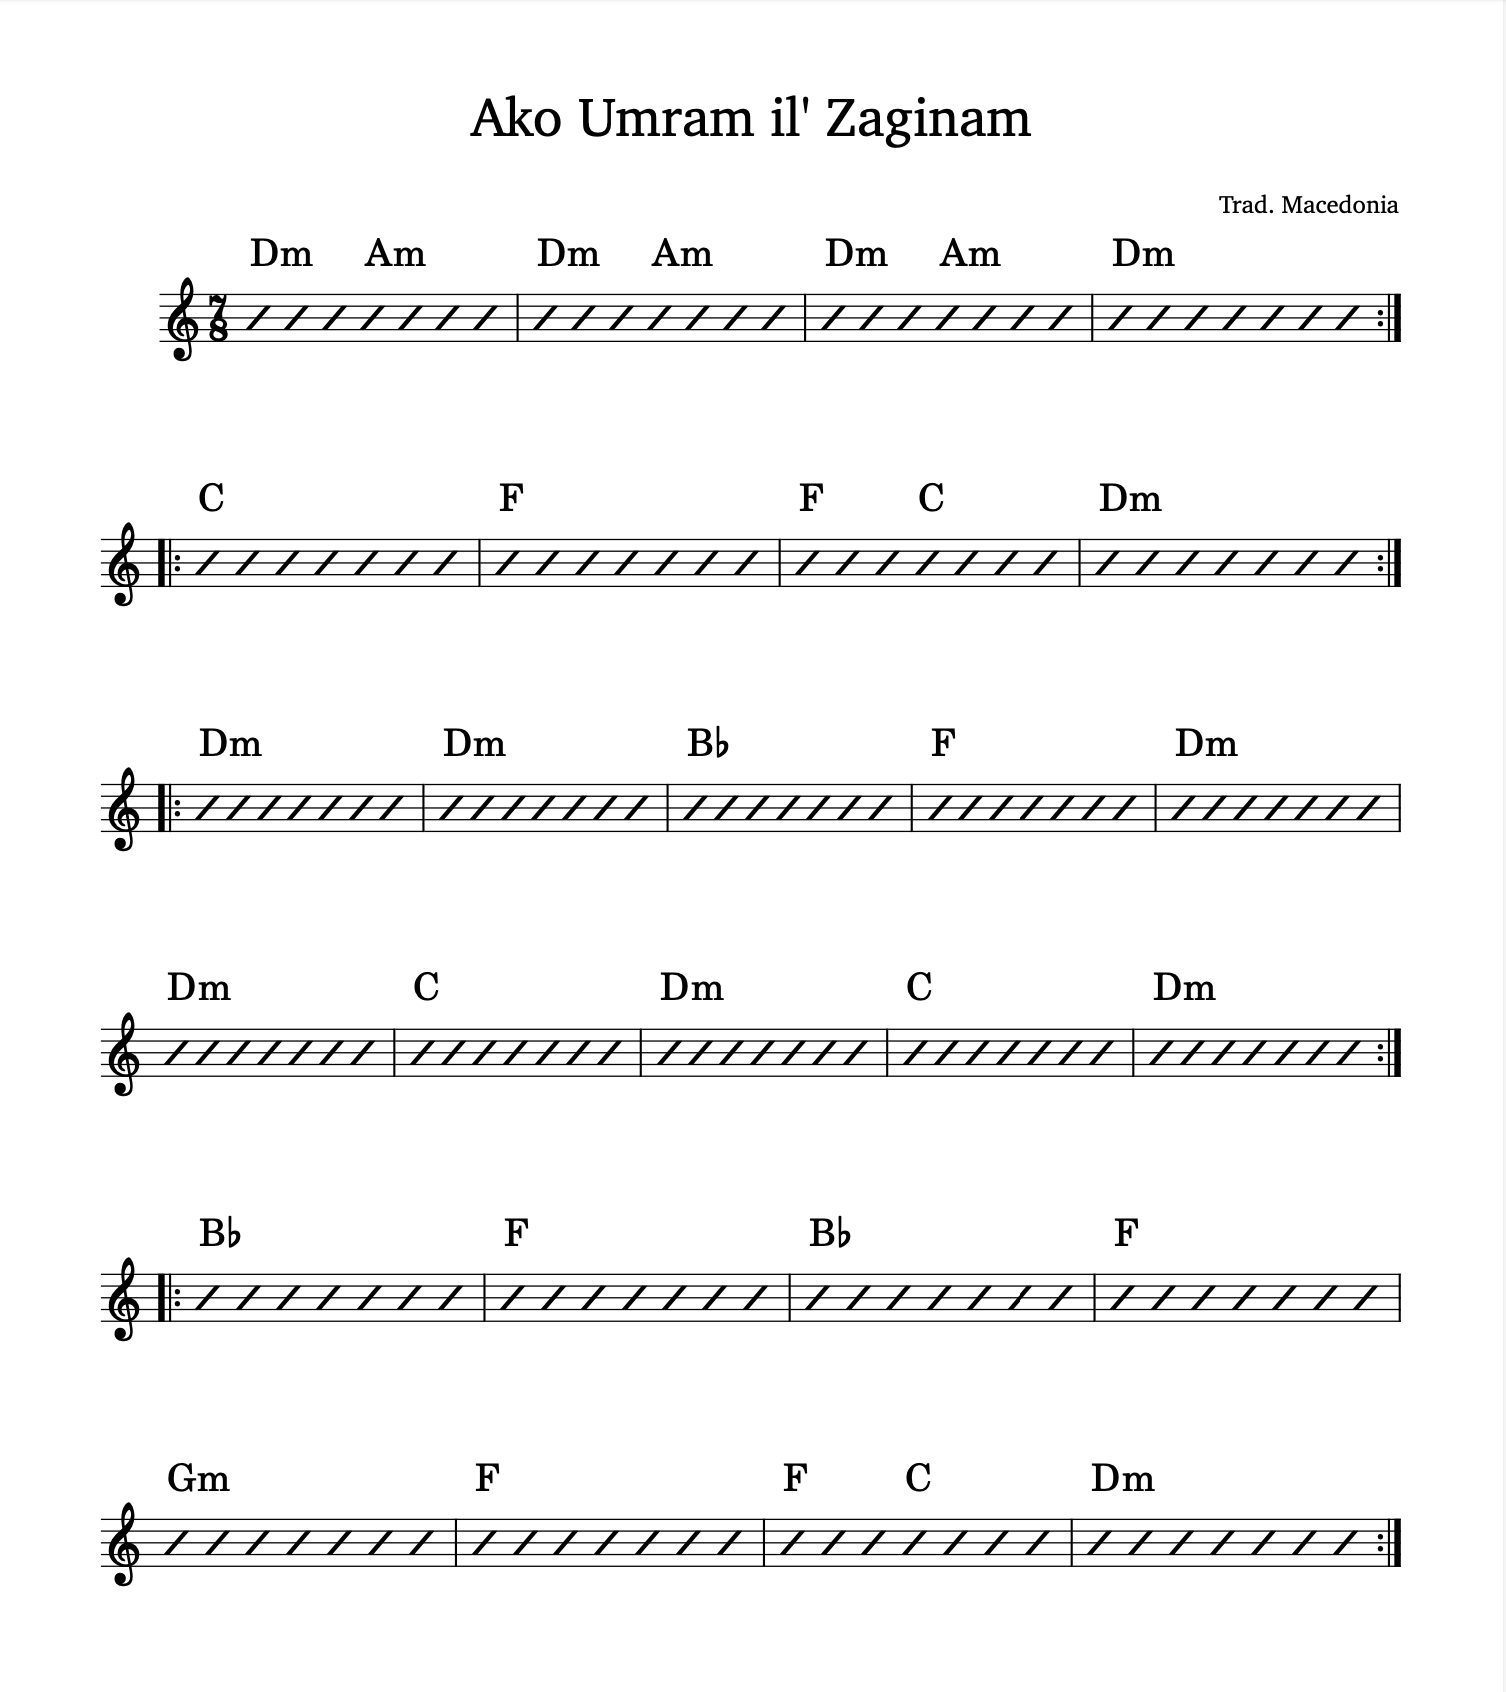 Ako Umram il' Zaginam
Trad. Macedonia
Dm Am Dm Am Dm Am Dm
7
8
C F F C Dm
Dm Dm B♭ F Dm
Dm C Dm C Dm
B♭ F B♭ F
Gm F F C Dm